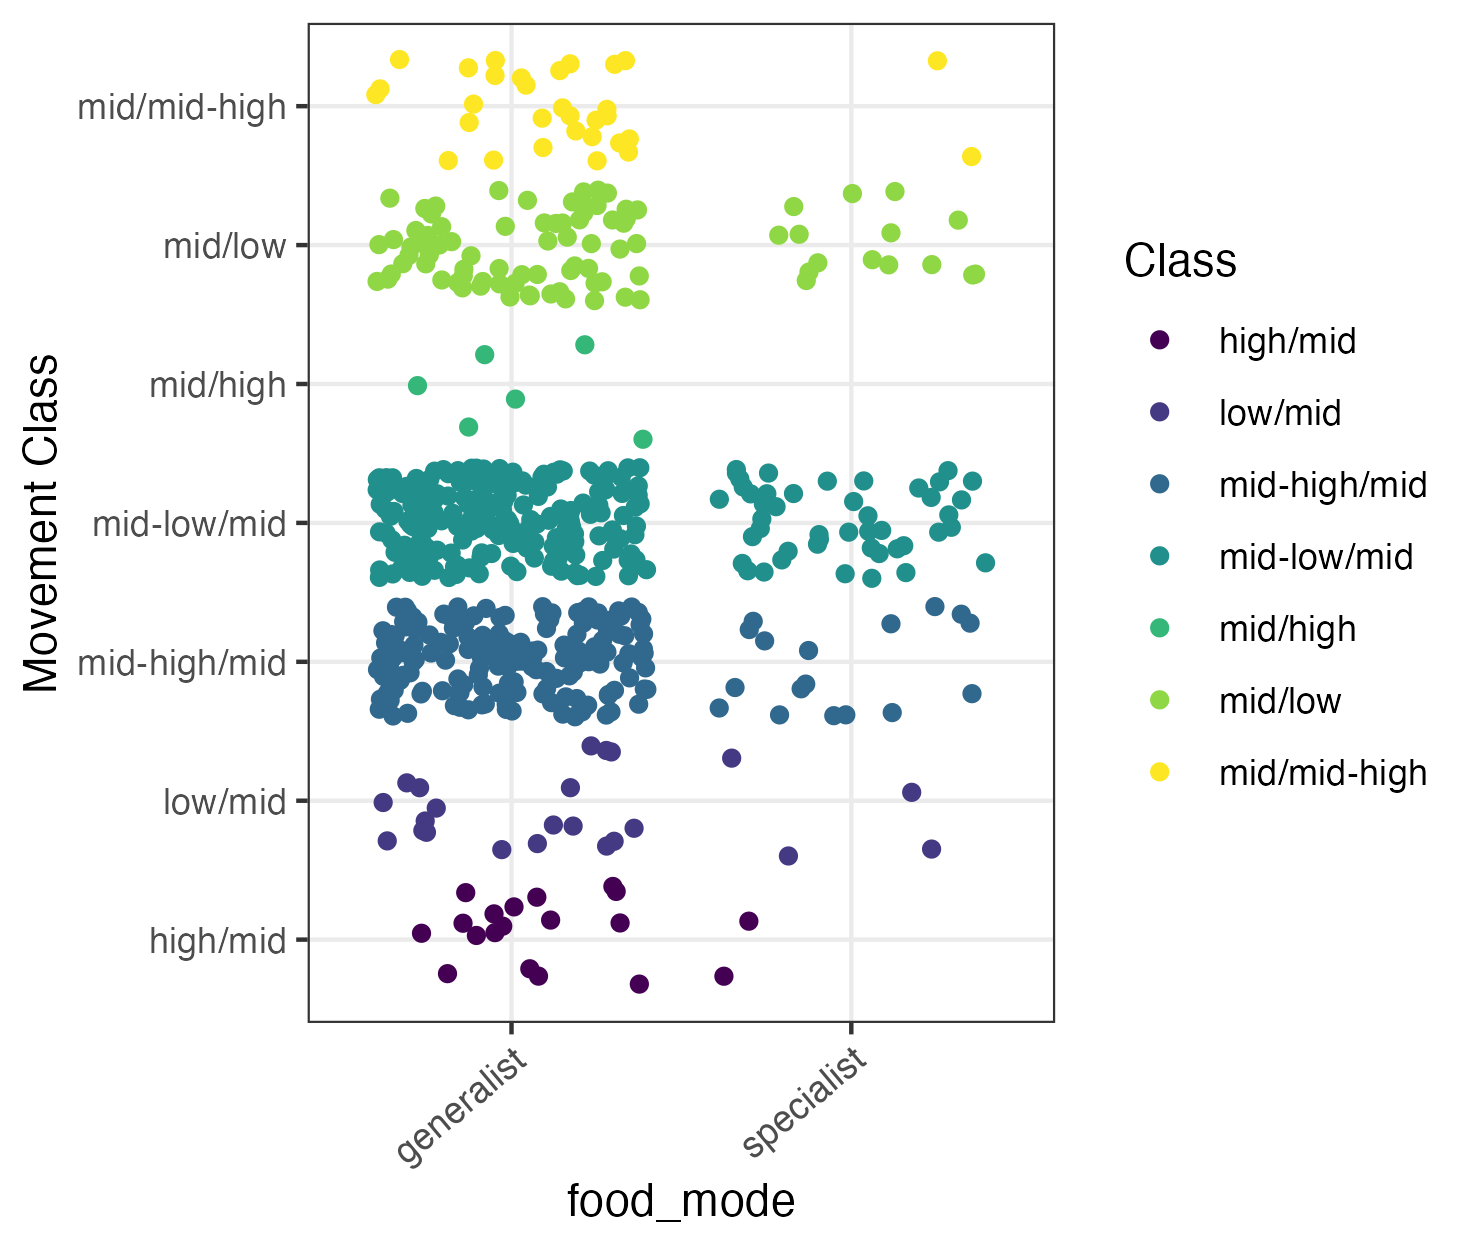 mid/mid-high
mid/low
mid/high
mid-low/mid
mid-high/mid
low/mid
high/mid
Movement Class
generalist
specialist
food_mode
Class
high/mid
low/mid
mid-high/mid
mid-low/mid
mid/high
mid/low
mid/mid-high